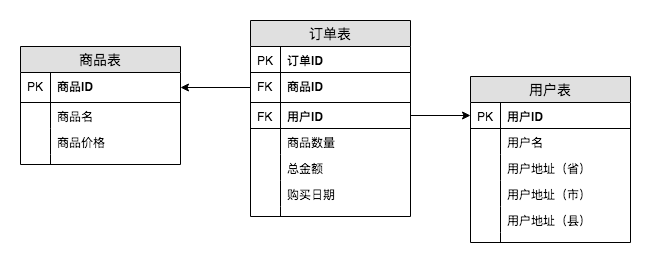 商品表
PK 商品ID
商品名
商品价格
订单表
PK 订单ID
FK 商品ID
FK 用户ID
商品数量
总金额
购买日期
用户表
PK 用户ID
用户名
用户地址（省）
用户地址（市）
用户地址（县）